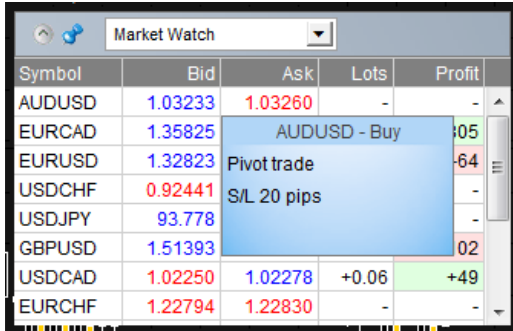 Market Watch
Symbol Bid Ask Lots Profit
AUDUSD 1.03233 1.03260 - -
EURCAD 1.35825 AUDUSD - Buy 305
EURUSD 1.32823 Pivot trade -64
USDCHF 0.92441 S/L 20 pips -
USDJPY 93.778 -
GBPUSD 1.51393 02
USDCAD 1.02250 1.02278 +0.06 +49
EURCHF 1.22794 1.22830 - -